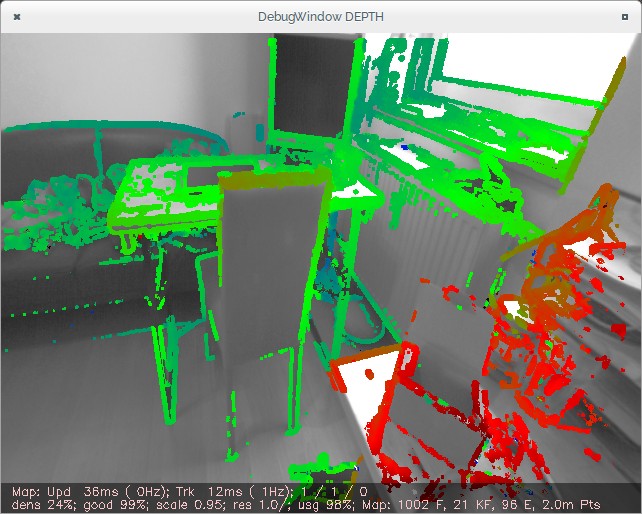 DebugWindow DEPTH
Map: Upd 36ms ( 0Hz); Trk 12ms ( 1Hz); 1 / 1 / 0
dens 24%; good 99%; scale 0.95; res 1.0/; usg 98%; Map: 1002 F, 21 KF, 96 E, 2.0m Pts